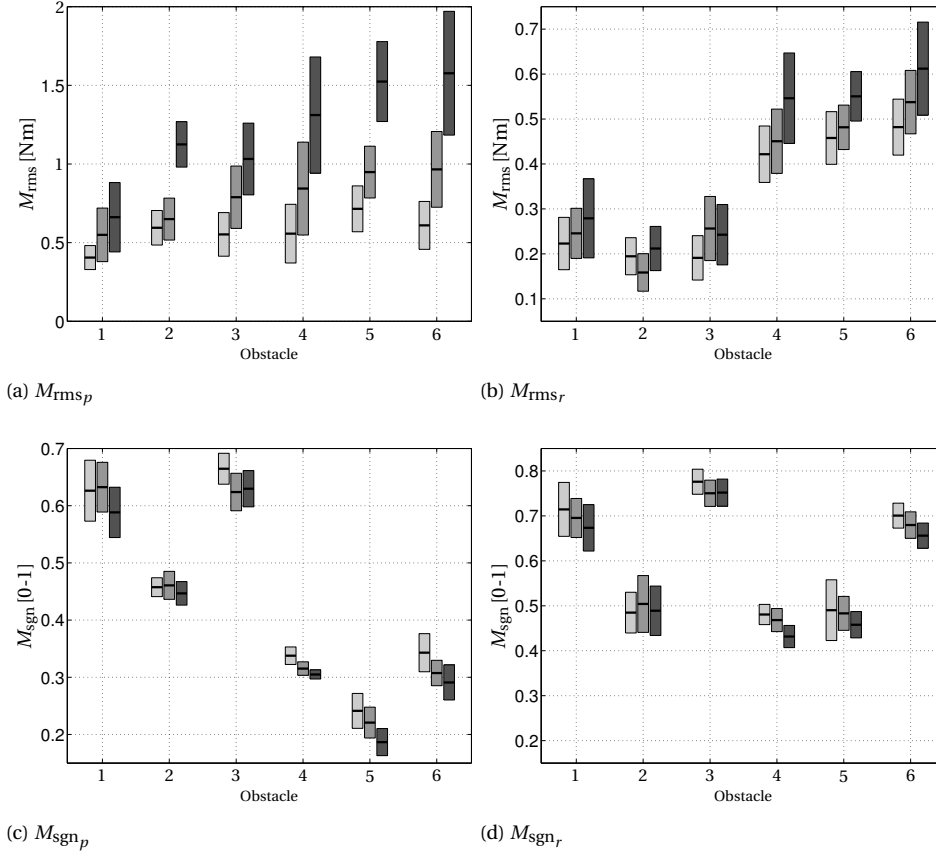 2
1.5
1
0.5
0
M_rms [Nm]
1 2 3 4 5 6
Obstacle
(a) M_rms_p
0.7
0.6
0.5
0.4
0.3
0.2
0.1
M_rms [Nm]
1 2 3 4 5 6
Obstacle
(b) M_rms_r
0.7
0.6
0.5
0.4
0.3
0.2
M_sgn [0-1]
1 2 3 4 5 6
Obstacle
(c) M_sgn_p
0.8
0.7
0.6
0.5
0.4
0.3
0.2
M_sgn [0-1]
1 2 3 4 5 6
Obstacle
(d) M_sgn_r